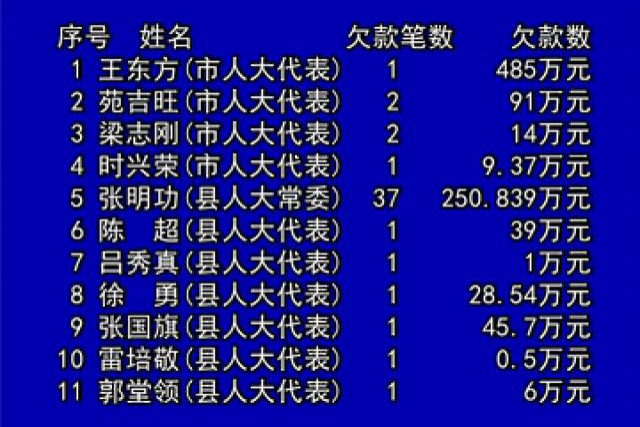 序号 姓名 欠款笔数 欠款数
1 王东方(市人大代表) 1 485万元
2 苑吉旺(市人大代表) 2 91万元
3 梁志刚(市人大代表) 2 14万元
4 时兴荣(市人大代表) 1 9.37万元
5 张明功(县人大常委) 37 250.839万元
6 陈 超(县人大代表) 1 39万元
7 吕秀真(县人大代表) 1 1万元
8 徐 勇(县人大代表) 1 28.54万元
9 张国旗(县人大代表) 1 45.7万元
10 雷培敬(县人大代表) 1 0.5万元
11 郭堂领(县人大代表) 1 6万元